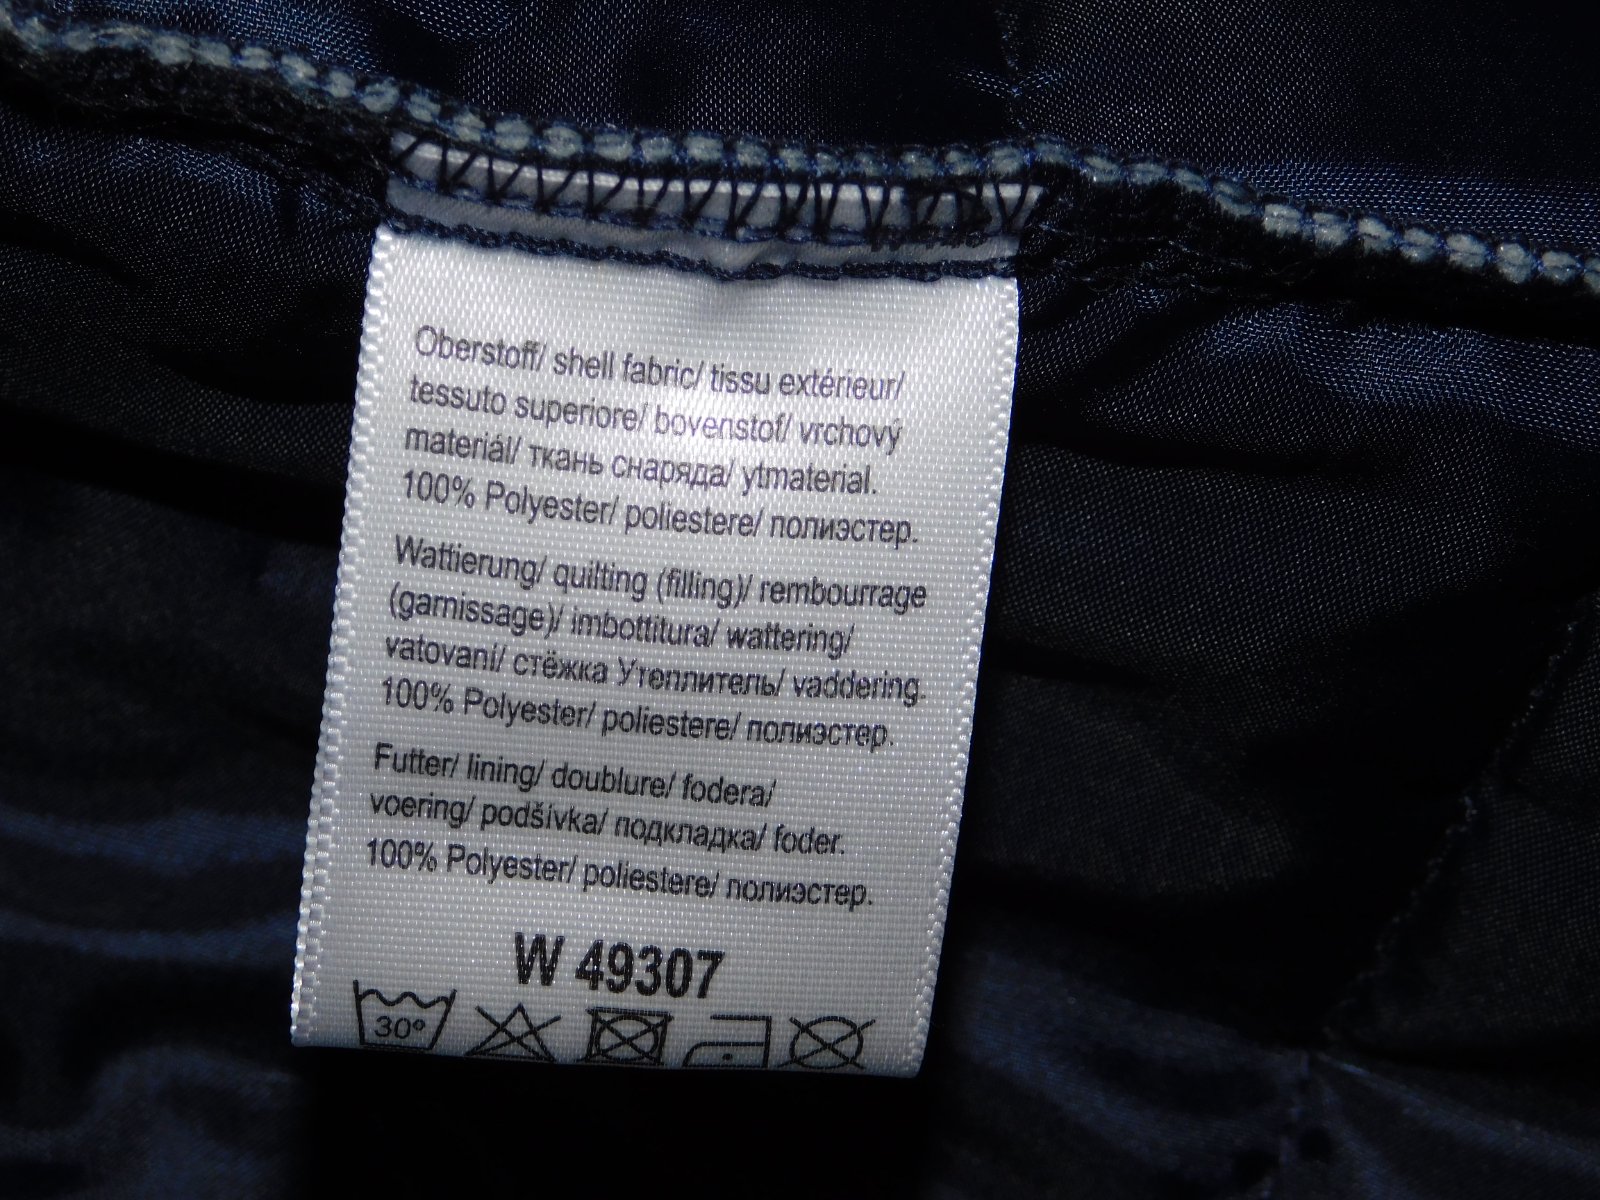 Oberstoff/ shell fabric/ tissu extérieur/
tessuto superiore/ bovenstof/ vrchový
materiál/ ткань снаряда/ ytmaterial.
100% Polyester/ poliestere/ полиэстер.
Wattierung/ quilting (filling)/ rembourrage
(garnissage)/ imbottitura/ wattering/
vatovaní/ стёжка Утеплитель/ vaddering.
100% Polyester/ poliestere/ полиэстер.
Futter/ lining/ doublure/ fodera/
voering/ podšívka/ подкладка/ foder.
100% Polyester/ poliestere/ полиэстер.
W 49307
30°